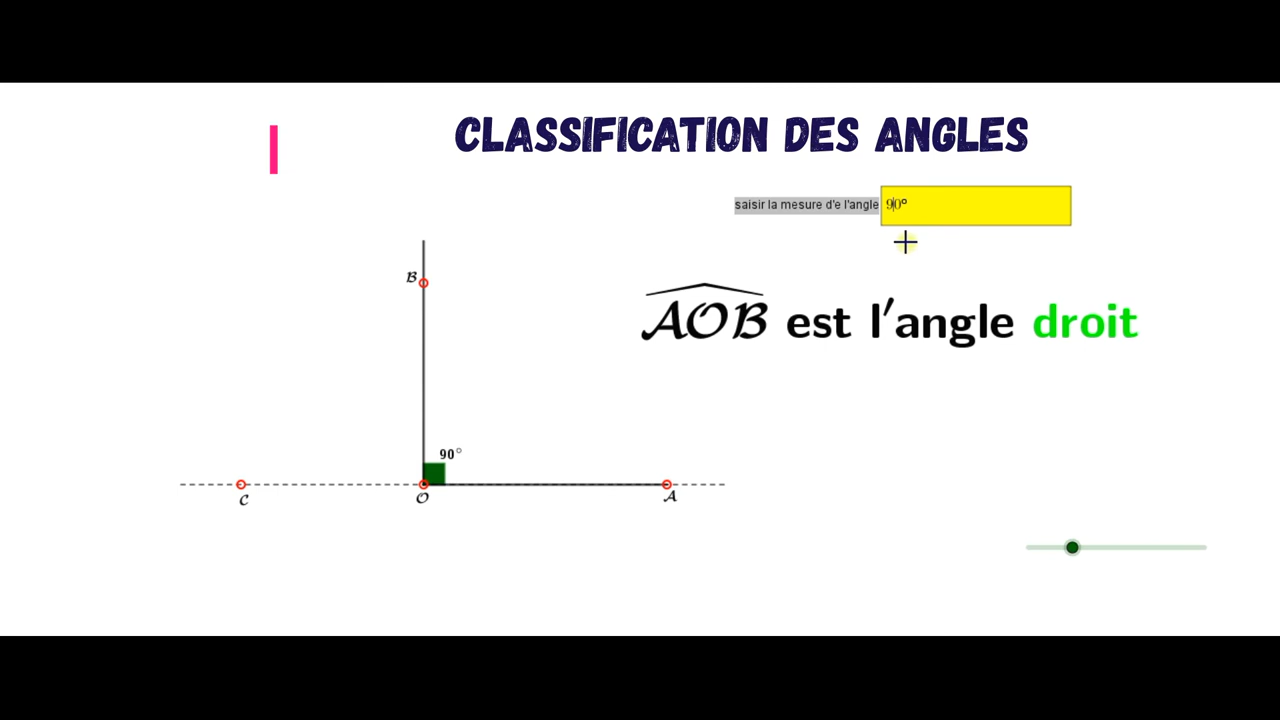 CLASSIFICATION DES ANGLES
saisir la mesure d'e l'angle 90°
B
AOB est l'angle droit
90°
C
O
A